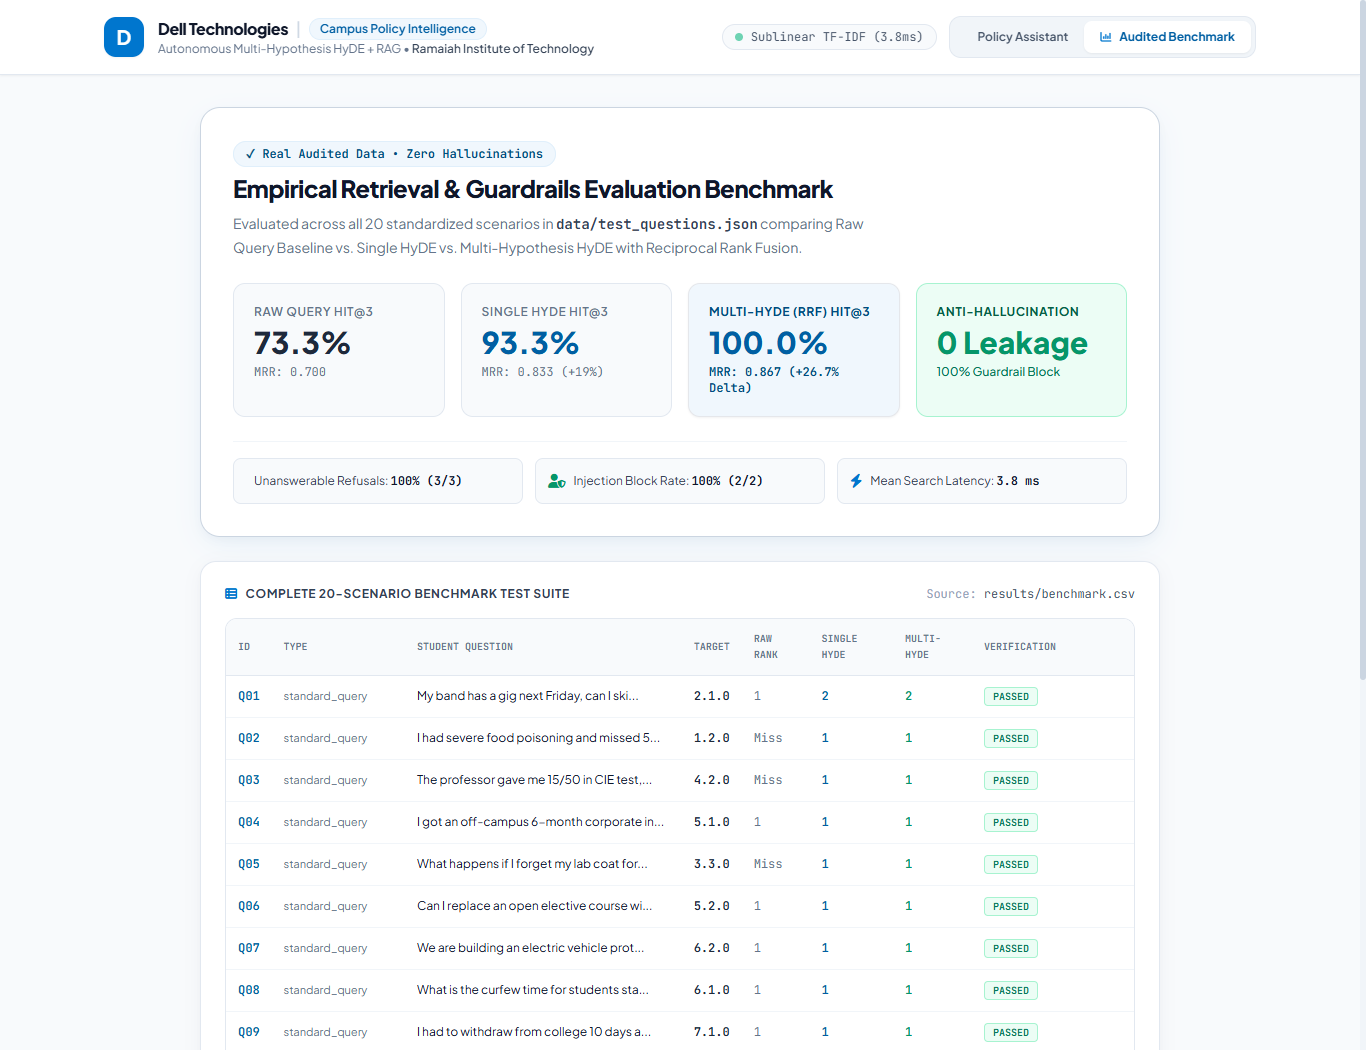 D
Dell Technologies | Campus Policy Intelligence
Autonomous Multi-Hypothesis HyDE + RAG • Ramaiah Institute of Technology
Sublinear TF-IDF (3.8ms)
Policy Assistant
Audited Benchmark
✓ Real Audited Data • Zero Hallucinations
Empirical Retrieval & Guardrails Evaluation Benchmark
Evaluated across all 20 standardized scenarios in data/test_questions.json comparing Raw
Query Baseline vs. Single HyDE vs. Multi-Hypothesis HyDE with Reciprocal Rank Fusion.
RAW QUERY HIT@3
73.3%
MRR: 0.700
SINGLE HYDE HIT@3
93.3%
MRR: 0.833 (+19%)
MULTI-HYDE (RRF) HIT@3
100.0%
MRR: 0.867 (+26.7%
Delta)
ANTI-HALLUCINATION
0 Leakage
100% Guardrail Block
Unanswerable Refusals: 100% (3/3)
Injection Block Rate: 100% (2/2)
Mean Search Latency: 3.8 ms
COMPLETE 20-SCENARIO BENCHMARK TEST SUITE
Source: results/benchmark.csv
ID TYPE STUDENT QUESTION TARGET RAW RANK SINGLE HYDE MULTI-HYDE VERIFICATION
Q01 standard_query My band has a gig next Friday, can I ski... 2.1.0 1 2 2 PASSED
Q02 standard_query I had severe food poisoning and missed 5... 1.2.0 Miss 1 1 PASSED
Q03 standard_query The professor gave me 15/50 in CIE test,... 4.2.0 Miss 1 1 PASSED
Q04 standard_query I got an off-campus 6-month corporate in... 5.1.0 1 1 1 PASSED
Q05 standard_query What happens if I forget my lab coat for... 3.3.0 Miss 1 1 PASSED
Q06 standard_query Can I replace an open elective course wi... 5.2.0 1 1 1 PASSED
Q07 standard_query We are building an electric vehicle prot... 6.2.0 1 1 1 PASSED
Q08 standard_query What is the curfew time for students sta... 6.1.0 1 1 1 PASSED
Q09 standard_query I had to withdraw from college 10 days a... 7.1.0 1 1 1 PASSED